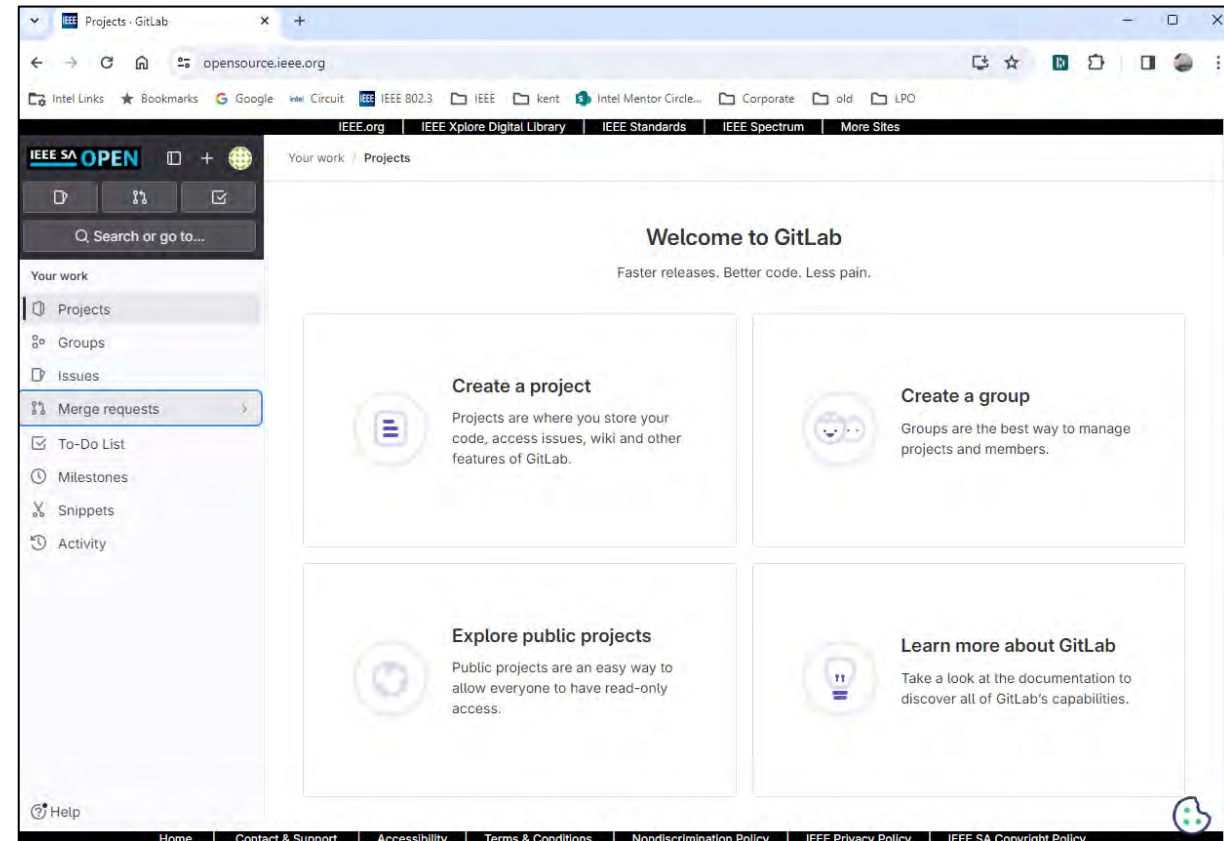 IEEE Projects · GitLab
opensource.ieee.org
Intel Links Bookmarks G Google intel Circuit IEEE IEEE 802.3 IEEE kent S Intel Mentor Circle... Corporate old LPO
IEEE.org IEEE Xplore Digital Library IEEE Standards IEEE Spectrum More Sites
IEEE SA OPEN
Your work / Projects
Search or go to...
Your work
Projects
Groups
Issues
Merge requests
To-Do List
Milestones
Snippets
Activity
Help
Welcome to GitLab
Faster releases. Better code. Less pain.
Create a project
Projects are where you store your
code, access issues, wiki and other
features of GitLab.
Create a group
Groups are the best way to manage
projects and members.
Explore public projects
Public projects are an easy way to
allow everyone to have read-only
access.
Learn more about GitLab
Take a look at the documentation to
discover all of GitLab's capabilities.
Home Contact & Support Accessibility Terms & Conditions Nondiscrimination Policy IEEE Privacy Policy IEEE SA Copyright Policy